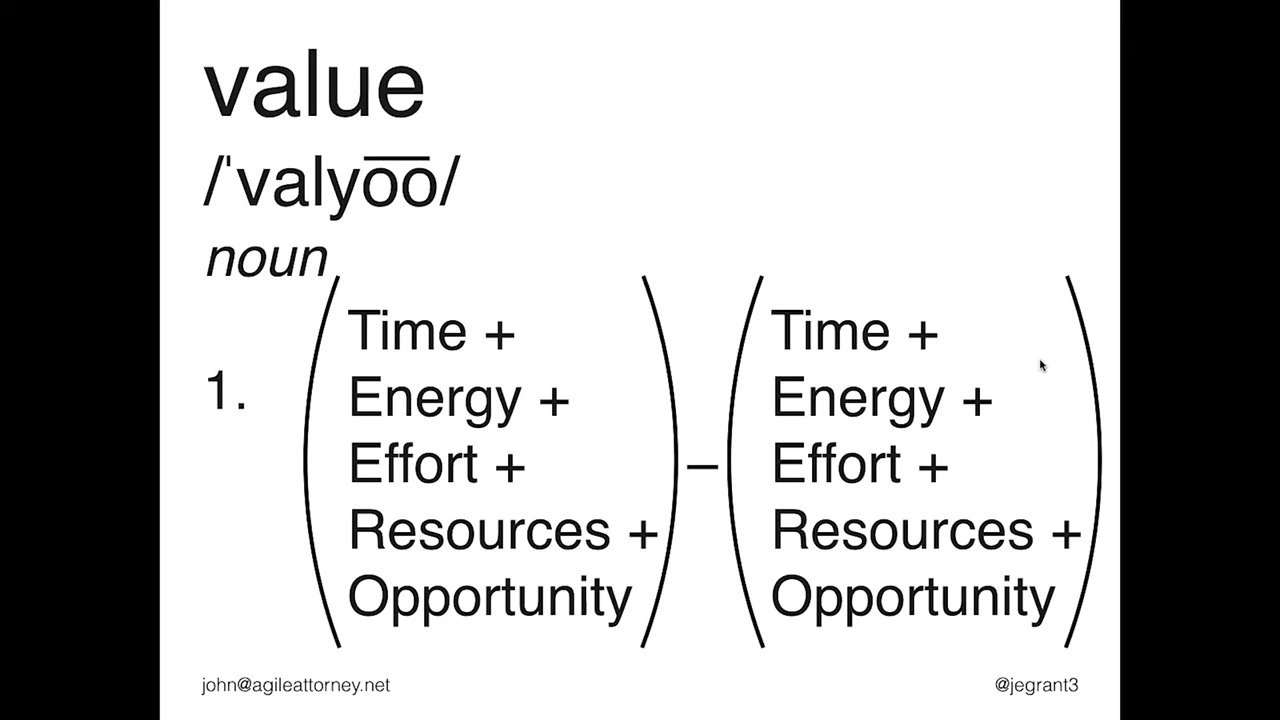 value
/ˈvalyo͞o/
noun
1.
Time +
Energy +
Effort +
Resources +
Opportunity
–
Time +
Energy +
Effort +
Resources +
Opportunity
john@agileattorney.net
@jegrant3